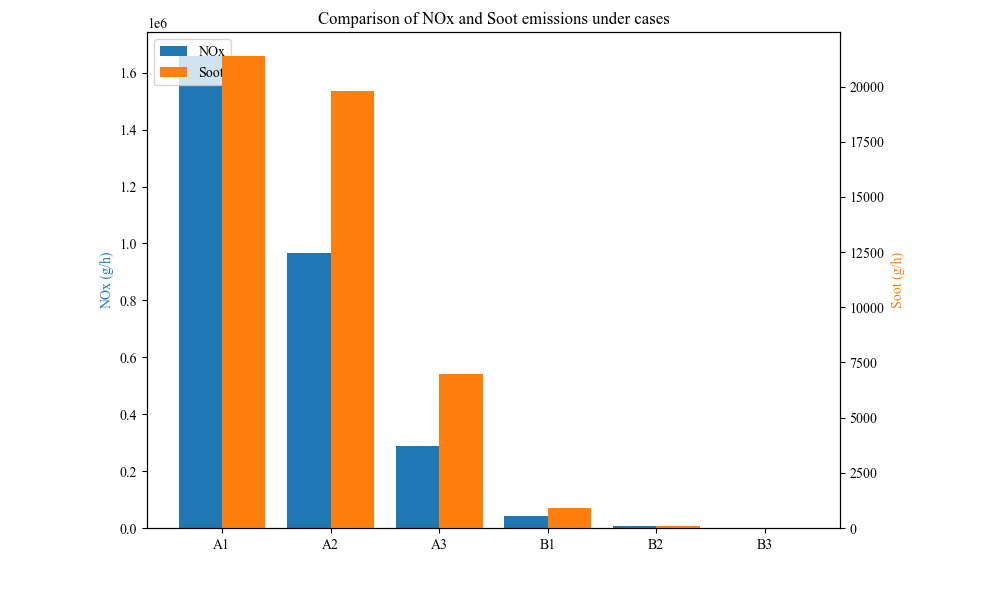 Comparison of NOx and Soot emissions under cases
1e6
NOx
Soot
1.6
1.4
1.2
1.0
0.8
0.6
0.4
0.2
0.0
NOx (g/h)
20000
17500
15000
12500
10000
7500
5000
2500
0
Soot (g/h)
A1 A2 A3 B1 B2 B3